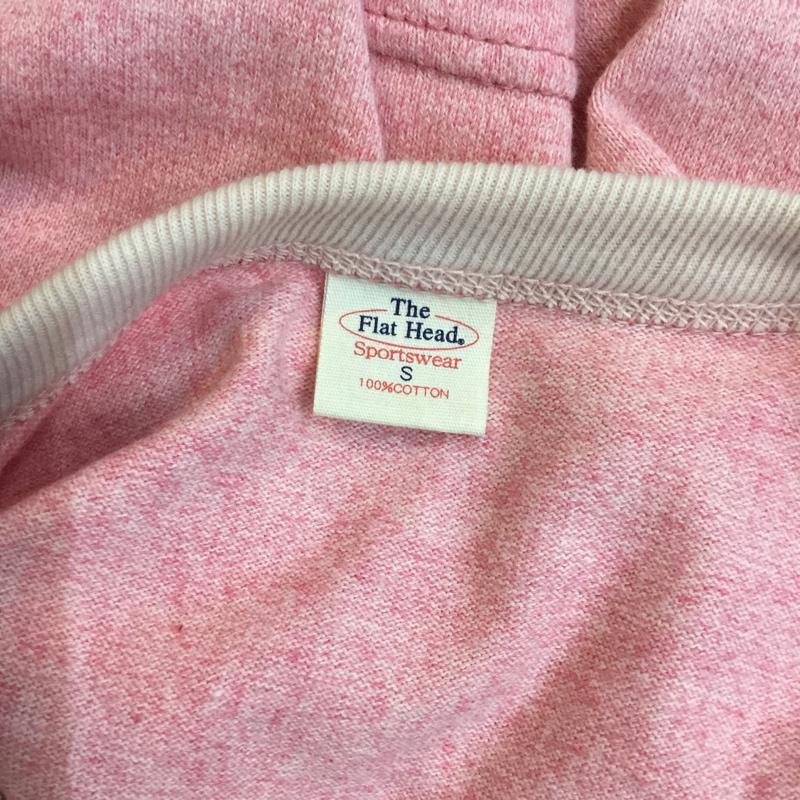 The
Flat Head®
Sportswear
S
100%COTTON